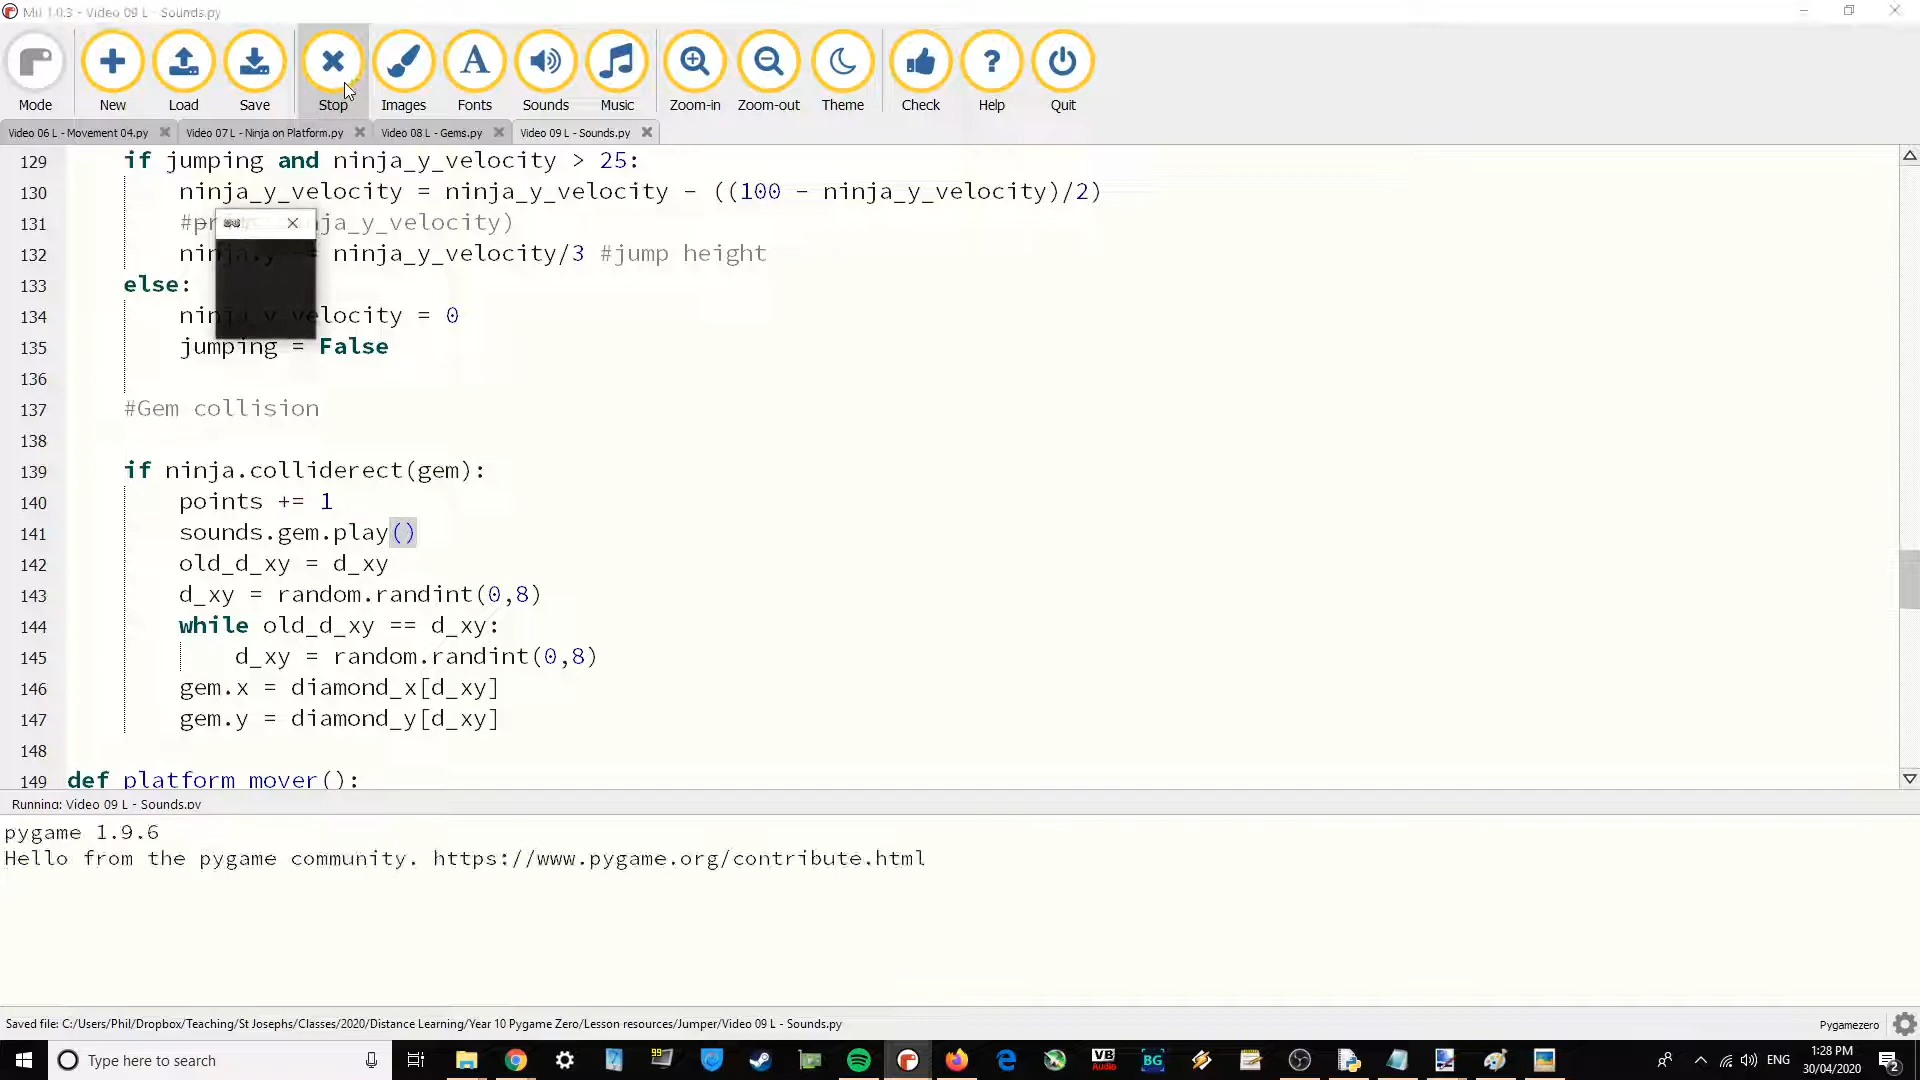 Mu 1.0.3 - Video 09 L - Sounds.py
Mode New Load Save Stop Images Fonts Sounds Music Zoom-in Zoom-out Theme Check Help Quit
Video 06 L - Movement 04.py Video 07 L - Ninja on Platform.py Video 08 L - Gems.py Video 09 L - Sounds.py
129 if jumping and ninja_y_velocity > 25:
130 ninja_y_velocity = ninja_y_velocity - ((100 - ninja_y_velocity)/2)
131 #print(ninja_y_velocity)
132 ninja.y -= ninja_y_velocity/3 #jump height
133 else:
134 ninja_y_velocity = 0
135 jumping = False
136
137 #Gem collision
138
139 if ninja.colliderect(gem):
140 points += 1
141 sounds.gem.play()
142 old_d_xy = d_xy
143 d_xy = random.randint(0,8)
144 while old_d_xy == d_xy:
145 d_xy = random.randint(0,8)
146 gem.x = diamond_x[d_xy]
147 gem.y = diamond_y[d_xy]
148
149 def platform_mover():
Running: Video 09 L - Sounds.py
pygame 1.9.6
Hello from the pygame community. https://www.pygame.org/contribute.html
Saved file: C:/Users/Phil/Dropbox/Teaching/St Josephs/Classes/2020/Distance Learning/Year 10 Pygame Zero/Lesson resources/Jumper/Video 09 L - Sounds.py
Pygamezero
Type here to search
99
VB Audio
BG
ENG
1:28 PM
30/04/2020
2